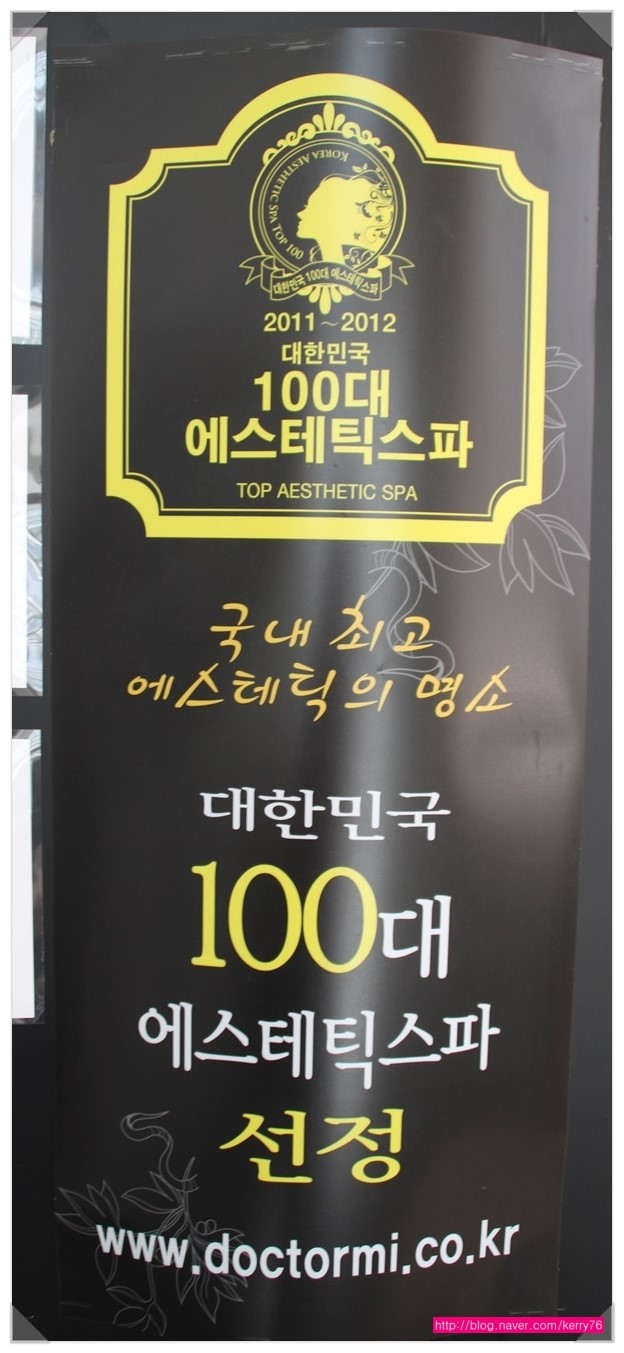 KOREA AESTHETIC SPA TOP 100
대한민국 100대 에스테틱스파
2011~2012
대한민국
100대
에스테틱스파
TOP AESTHETIC SPA
국내 최고
에스테틱의 명소
대한민국
100대
에스테틱스파
선정
www.doctormi.co.kr
http://blog.naver.com/kerry76